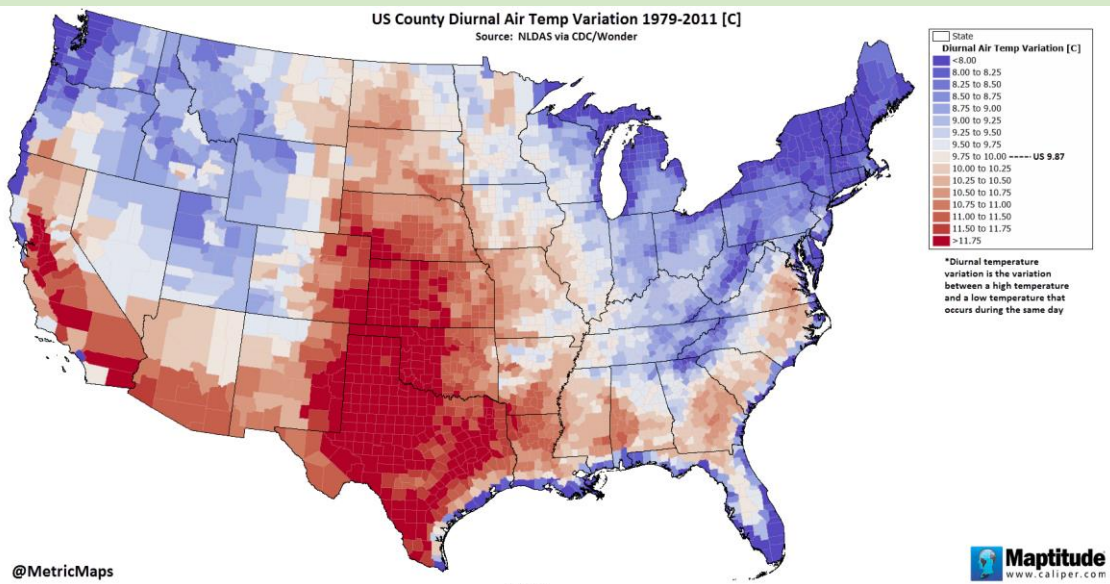 US County Diurnal Air Temp Variation 1979-2011 [C]
Source: NLDAS via CDC/Wonder
State
Diurnal Air Temp Variation [C]
<8.00
8.00 to 8.25
8.25 to 8.50
8.50 to 8.75
8.75 to 9.00
9.00 to 9.25
9.25 to 9.50
9.50 to 9.75
9.75 to 10.00 ----- US 9.87
10.00 to 10.25
10.25 to 10.50
10.50 to 10.75
10.75 to 11.00
11.00 to 11.50
11.50 to 11.75
>11.75
*Diurnal temperature
variation is the variation
between a high temperature
and a low temperature that
occurs during the same day
@MetricMaps
Maptitude
www.caliper.com